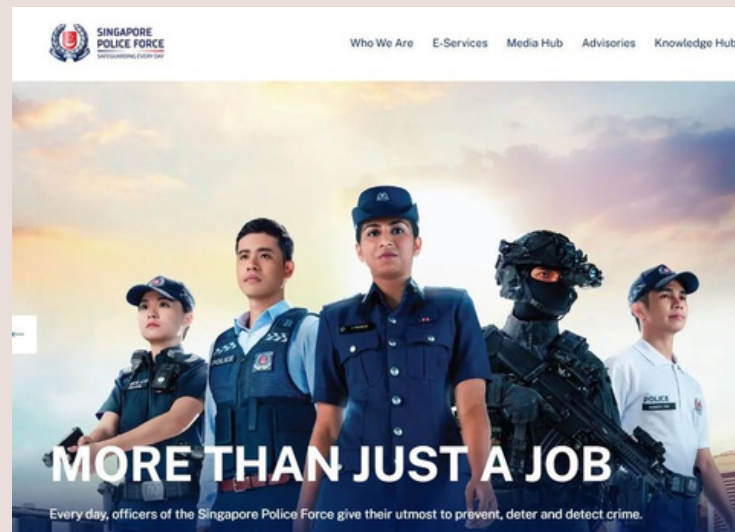 SINGAPORE
POLICE FORCE
SAFEGUARDING EVERY DAY
Who We Are E-Services Media Hub Advisories Knowledge Hub
POLICE
POLICE
MORE THAN JUST A JOB
Every day, officers of the Singapore Police Force give their utmost to prevent, deter and detect crime.